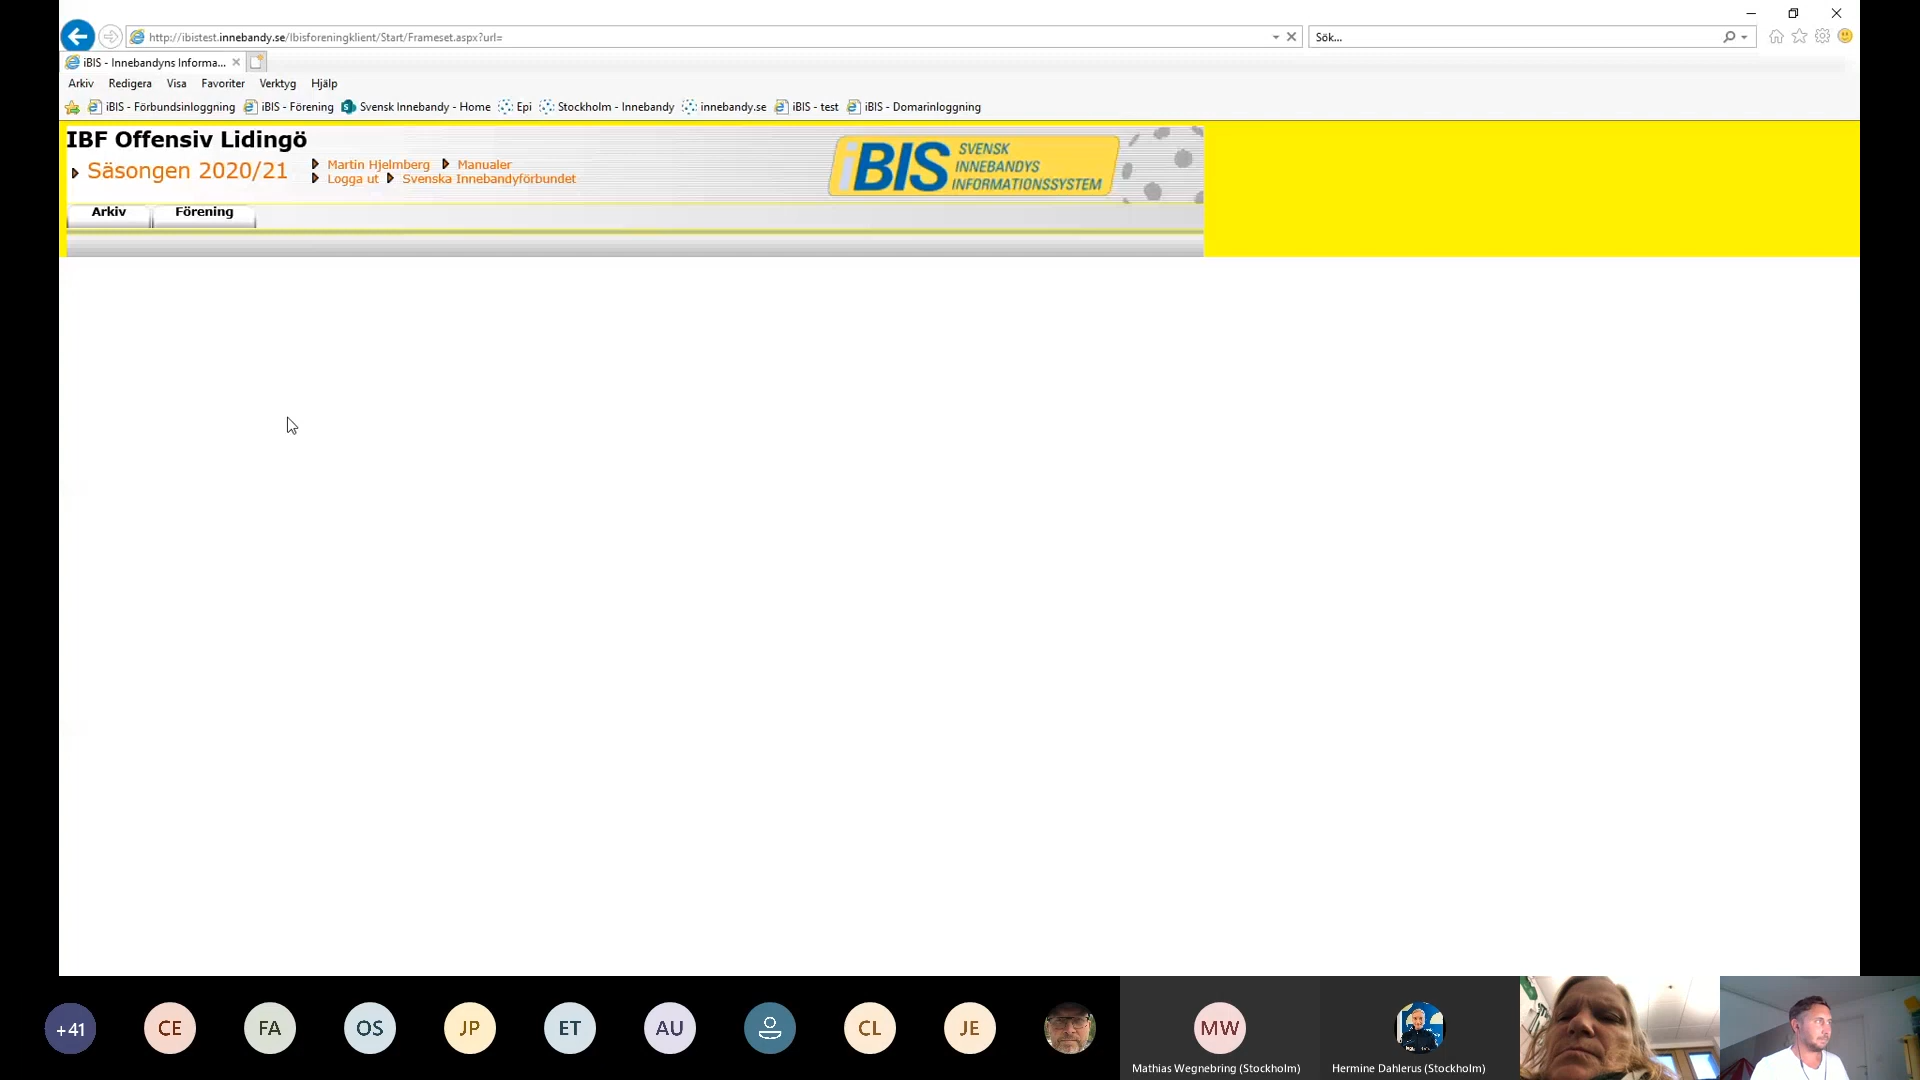 http://ibistest.innebandy.se/Ibisforeningklient/Start/Frameset.aspx?url=
Sök...
iBIS - Innebandyns Informa...
Arkiv Redigera Visa Favoriter Verktyg Hjälp
iBIS - Förbundsinloggning iBIS - Förening Svensk Innebandy - Home Epi Stockholm - Innebandy innebandy.se iBIS - test iBIS - Domarinloggning
IBF Offensiv Lidingö
Säsongen 2020/21
Martin Hjelmberg Manualer
Logga ut Svenska Innebandyförbundet
iBIS
SVENSK
INNEBANDYS
INFORMATIONSSYSTEM
Arkiv Förening
+41 CE FA OS JP ET AU CL JE MW
Mathias Wegnebring (Stockholm) Hermine Dahlerus (Stockholm)